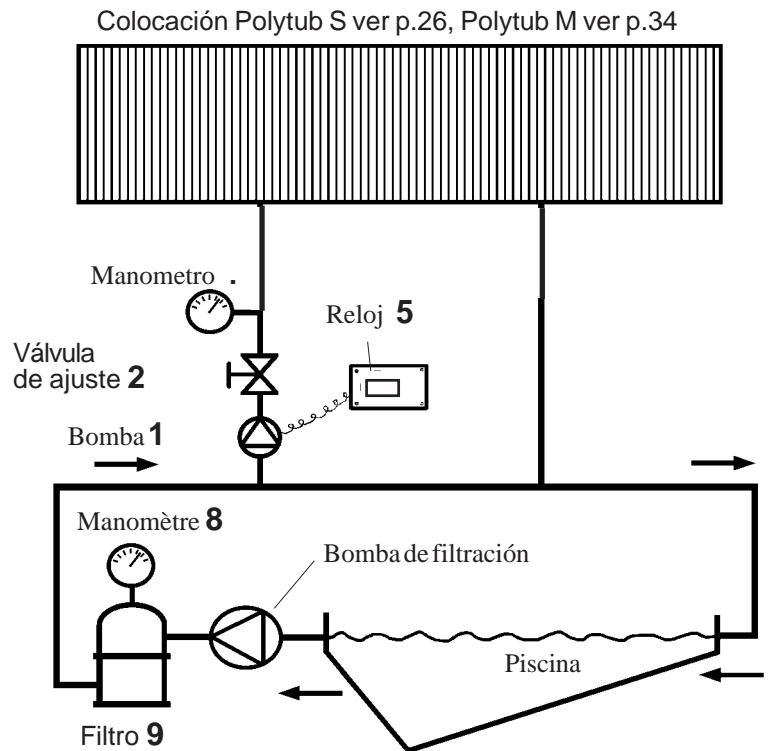 Colocación Polytub S ver p.26, Polytub M ver p.34
Manometro .
Reloj 5
Válvula
de ajuste 2
Bomba 1
Manomètre 8
Bomba de filtración
Piscina
Filtro 9